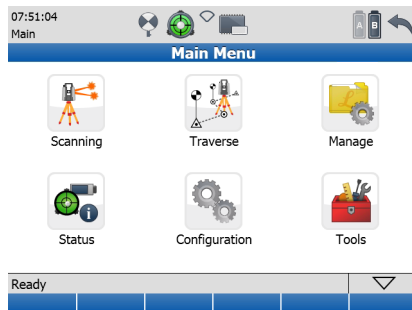 07:51:04
Main
A B
Main Menu
Scanning Traverse Manage
Status Configuration Tools
Ready